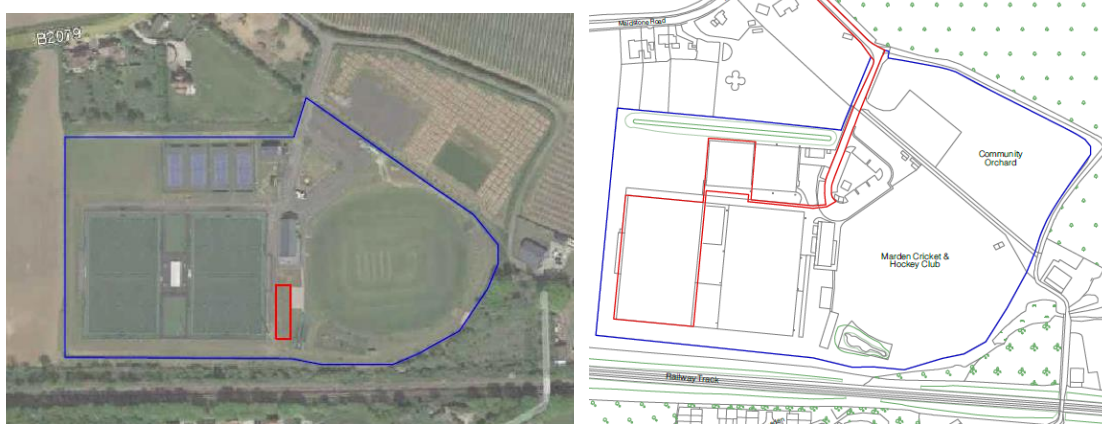 B2079
Maidstone Road
Community
Orchard
Marden Cricket &
Hockey Club
Railway Track